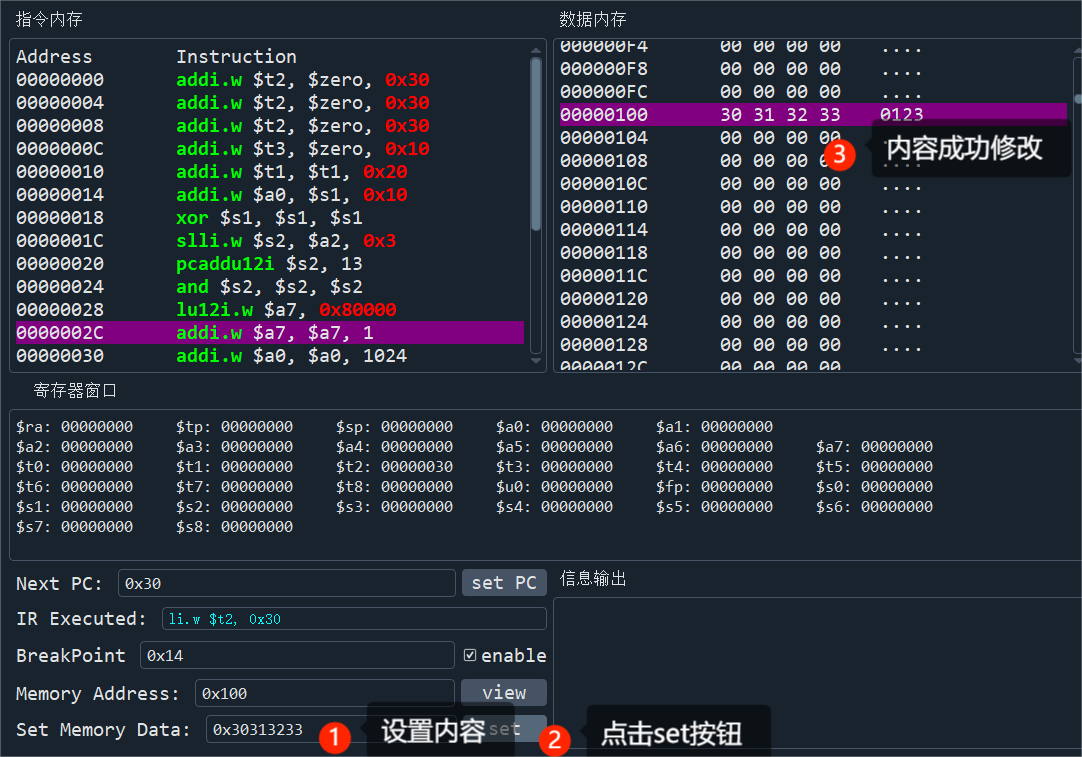 指令内存
Address Instruction
00000000 addi.w $t2, $zero, 0x30
00000004 addi.w $t2, $zero, 0x30
00000008 addi.w $t2, $zero, 0x30
0000000C addi.w $t3, $zero, 0x10
00000010 addi.w $t1, $t1, 0x20
00000014 addi.w $a0, $s1, 0x10
00000018 xor $s1, $s1, $s1
0000001C slli.w $s2, $a2, 0x3
00000020 pcaddu12i $s2, 13
00000024 and $s2, $s2, $s2
00000028 lu12i.w $a7, 0x80000
0000002C addi.w $a7, $a7, 1
00000030 addi.w $a0, $a0, 1024
数据内存
000000F4 00 00 00 00 ....
000000F8 00 00 00 00 ....
000000FC 00 00 00 00 ....
00000100 30 31 32 33 0123
00000104 00 00 00 00
3 内容成功修改
00000108 00 00 00 00 ....
0000010C 00 00 00 00 ....
00000110 00 00 00 00 ....
00000114 00 00 00 00 ....
00000118 00 00 00 00 ....
0000011C 00 00 00 00 ....
00000120 00 00 00 00 ....
00000124 00 00 00 00 ....
00000128 00 00 00 00 ....
0000012C 00 00 00 00 ....
寄存器窗口
$ra: 00000000 $tp: 00000000 $sp: 00000000 $a0: 00000000 $a1: 00000000
$a2: 00000000 $a3: 00000000 $a4: 00000000 $a5: 00000000 $a6: 00000000 $a7: 00000000
$t0: 00000000 $t1: 00000000 $t2: 00000030 $t3: 00000000 $t4: 00000000 $t5: 00000000
$t6: 00000000 $t7: 00000000 $t8: 00000000 $u0: 00000000 $fp: 00000000 $s0: 00000000
$s1: 00000000 $s2: 00000000 $s3: 00000000 $s4: 00000000 $s5: 00000000 $s6: 00000000
$s7: 00000000 $s8: 00000000
Next PC: 0x30 set PC
IR Executed: li.w $t2, 0x30
BreakPoint 0x14 enable
Memory Address: 0x100 view
Set Memory Data: 0x30313233 set
1 设置内容
2 点击set按钮
信息输出